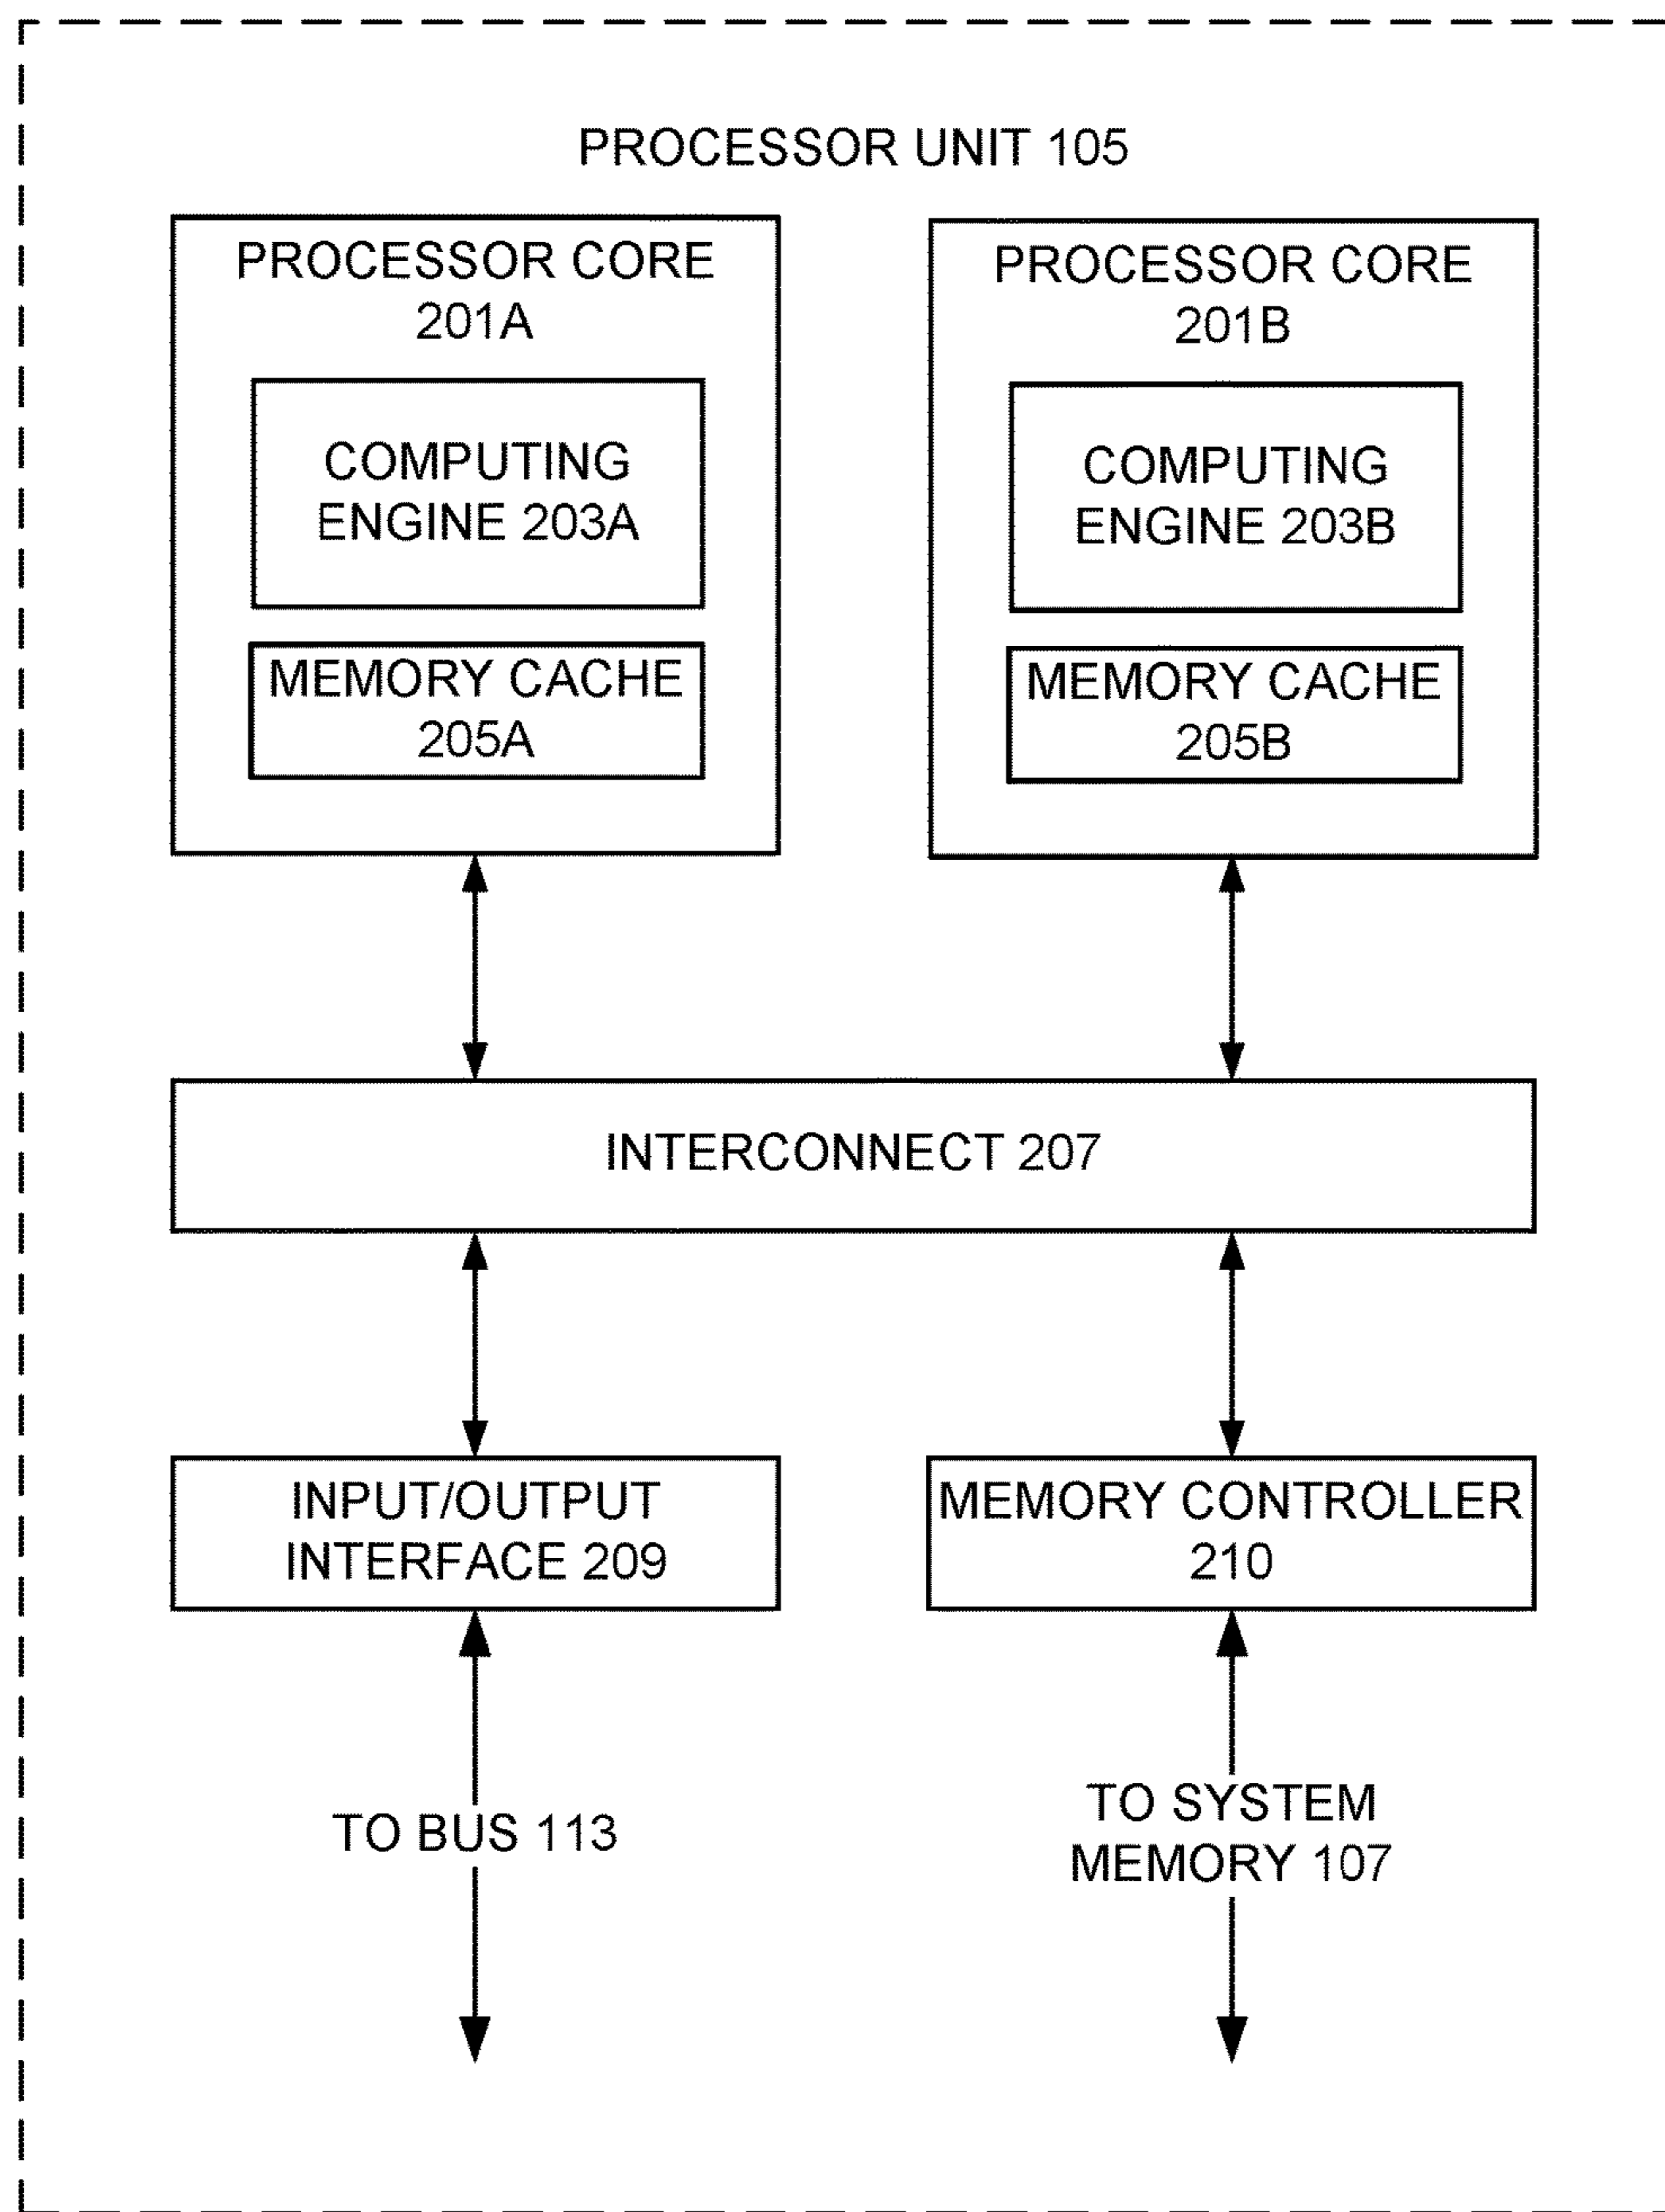 PROCESSOR UNIT 105
PROCESSOR CORE
201A
COMPUTING
ENGINE 203A
MEMORY CACHE
205A
PROCESSOR CORE
201B
COMPUTING
ENGINE 203B
MEMORY CACHE
205B
INTERCONNECT 207
INPUT/OUTPUT
INTERFACE 209
MEMORY CONTROLLER
210
TO BUS 113
TO SYSTEM
MEMORY 107